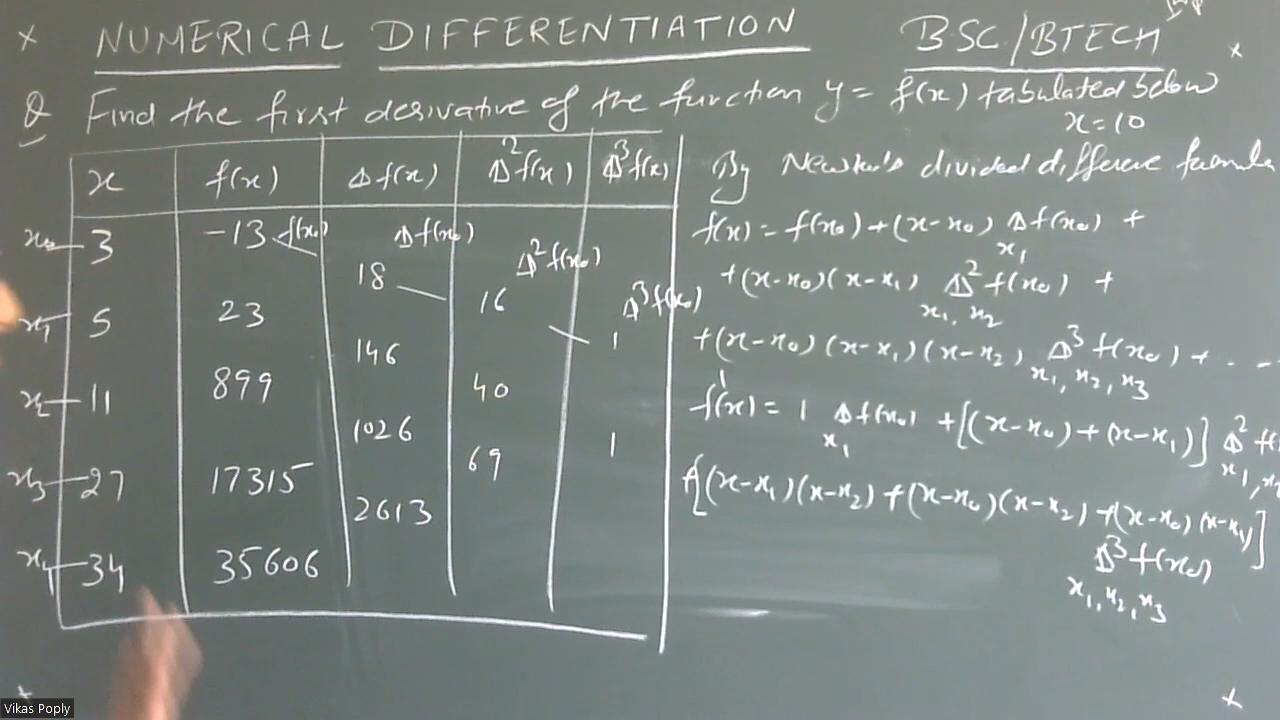 NUMERICAL DIFFERENTIATION BSC/BTECH
Q Find the first derivative of the function y = f(x) tabulated below
x = 10
x f(x) Δf(x) Δ²f(x) Δ³f(x)
x₀ 3 -13 f(x₀) Δf(x₀)
18 Δ²f(x₀)
x₁ 5 23 16 Δ³f(x₀)
146 1
x₂ 11 899 40
1026 1
x₃ 27 17315 69
2613
x₄ 34 35606
By Newton's divided difference formula
f(x) = f(x₀) + (x-x₀) Δf(x₀) +
x₁
+(x-x₀)(x-x₁) Δ²f(x₀) +
x₁, x₂
+(x-x₀)(x-x₁)(x-x₂) Δ³f(x₀) + ----
x₁, x₂, x₃
f'(x) = 1 Δf(x₀) + [(x-x₀)+(x-x₁)] Δ²f(
x₁ x₁, x₂
+[(x-x₁)(x-x₂)+(x-x₀)(x-x₂)+(x-x₀)(x-x₁)]
Δ³f(x₀)
x₁, x₂, x₃
Vikas Poply